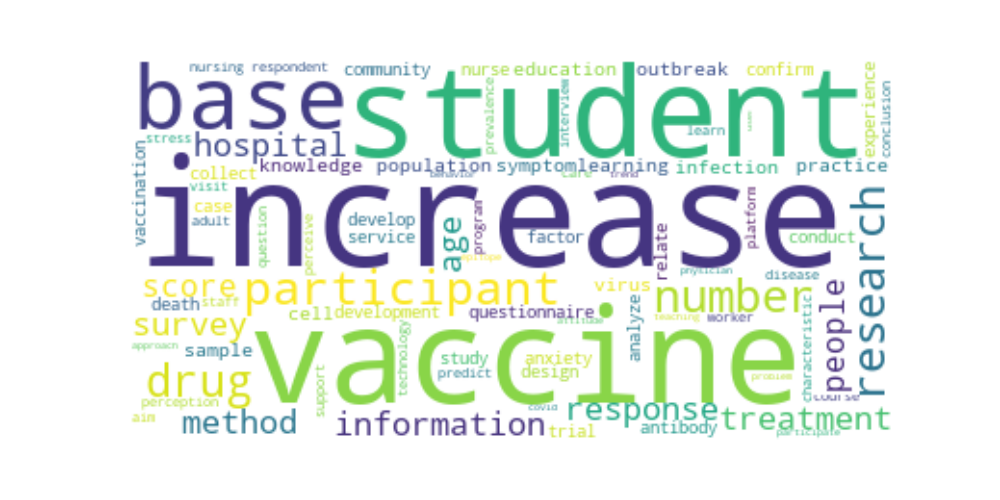 nursing respondent community nurse education outbreak confirm
base student
prevalence interview learn experience conclusion
stress hospital
vaccination knowledge population symptom learning infection practice
collect behavior care trend
visit increase
case adult develop service factor
question perceive age program relate platform conduct research
epitope physician disease
score participant virus number people
death staff cell development questionnaire attitude teaching worker
survey vaccine analyze characteristic
approach sample technology study anxiety
predict design problem
drug support
perception covid course
aim method information trial response antibody treatment
participate